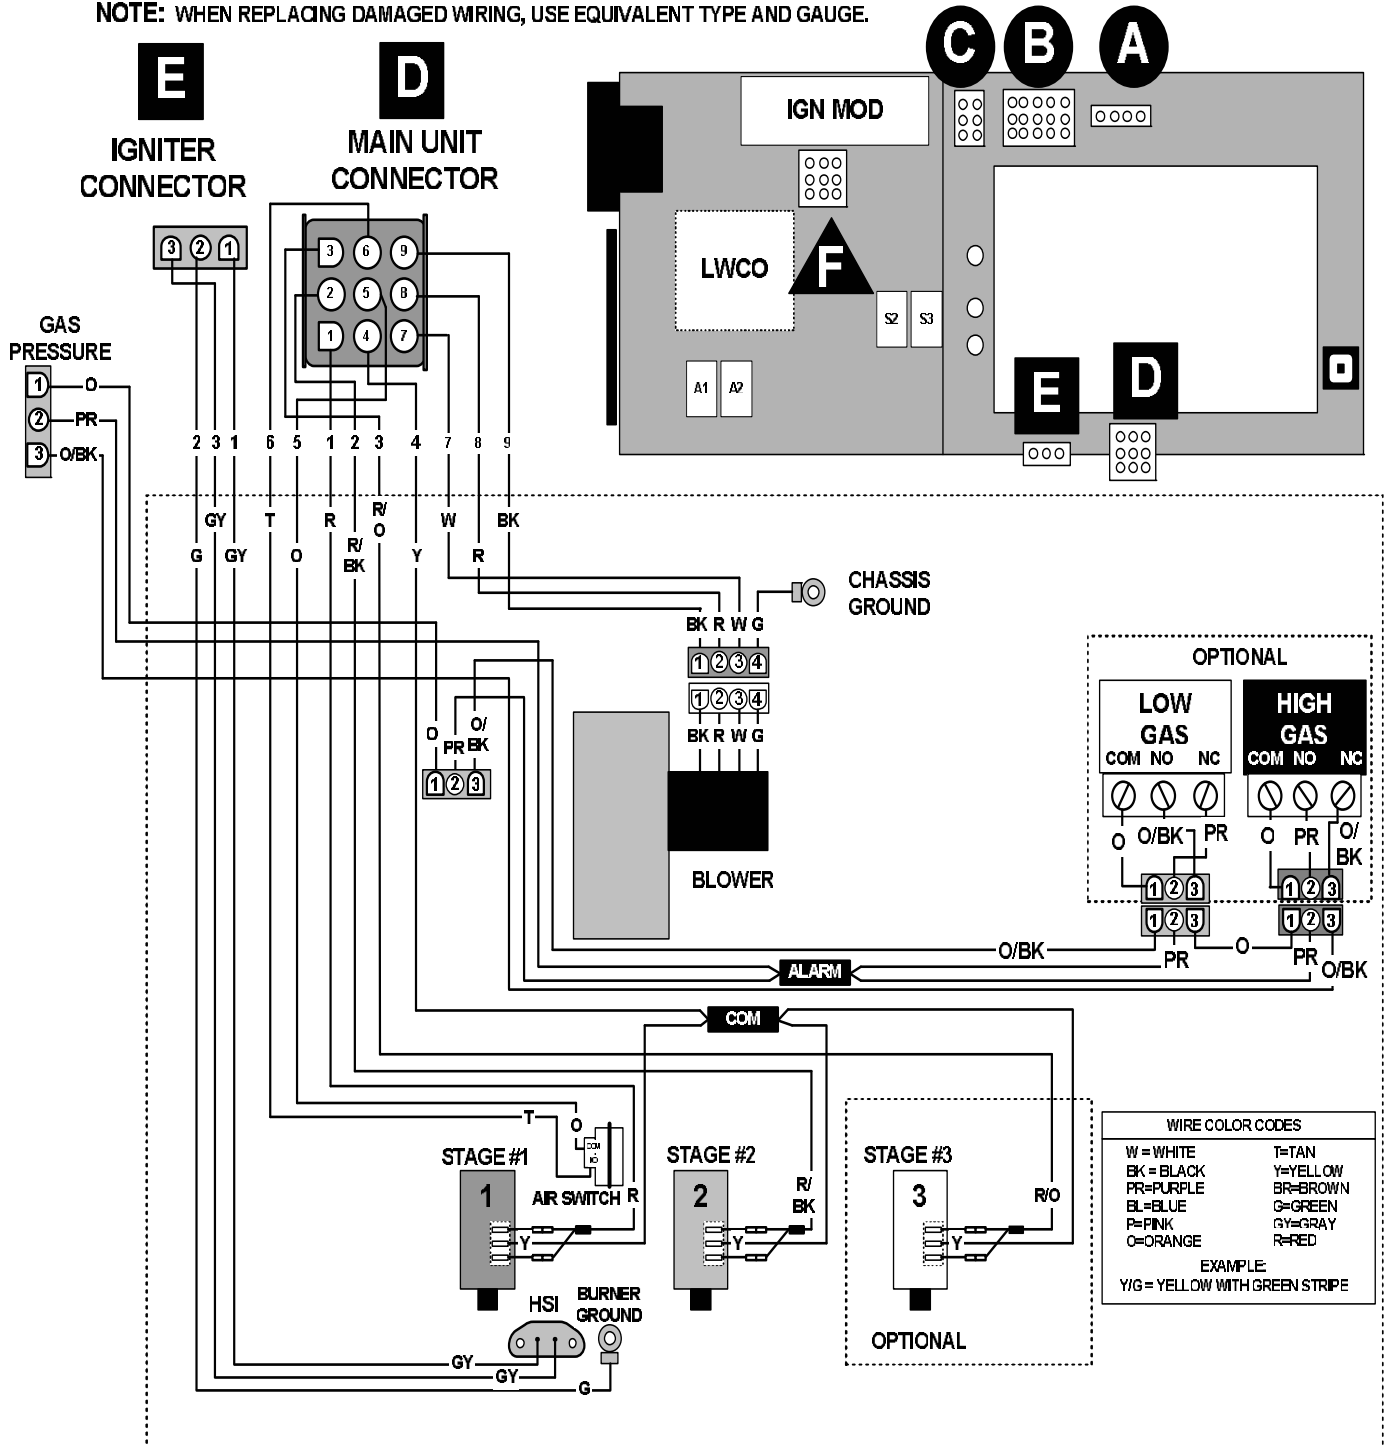 NOTE: WHEN REPLACING DAMAGED WIRING, USE EQUIVALENT TYPE AND GAUGE.
E
D
C
B
A
IGNITER
CONNECTOR
MAIN UNIT
CONNECTOR
IGN MOD
LWCO
F
S2
S3
A1
A2
E
D
3
2
1
3
6
9
2
5
8
1
4
7
GAS
PRESSURE
1
O
2
PR
3
O/BK
2
3
1
6
5
1
2
3
4
7
8
9
G
GY
GY
T
O
R
R/
BK
R/
O
Y
W
R
BK
CHASSIS
GROUND
BK R W G
1 2 3 4
1 2 3 4
BK R W G
BLOWER
O
PR
O/
BK
1 2 3
OPTIONAL
LOW
GAS
COM NO NC
HIGH
GAS
COM NO NC
O
O/BK
PR
O
PR
O/
BK
1 2 3
1 2 3
1 2 3
1 2 3
O/BK
PR
O
PR
O/BK
ALARM
COM
T
O
COM
NO
AIR SWITCH
STAGE #1
1
Y
R
STAGE #2
2
Y
R/
BK
STAGE #3
3
Y
R/O
OPTIONAL
HSI
BURNER
GROUND
GY
GY
G
WIRE COLOR CODES
W = WHITE T=TAN
BK = BLACK Y=YELLOW
PR=PURPLE BR=BROWN
BL=BLUE G=GREEN
P=PINK GY=GRAY
O=ORANGE R=RED
EXAMPLE:
Y/G = YELLOW WITH GREEN STRIPE